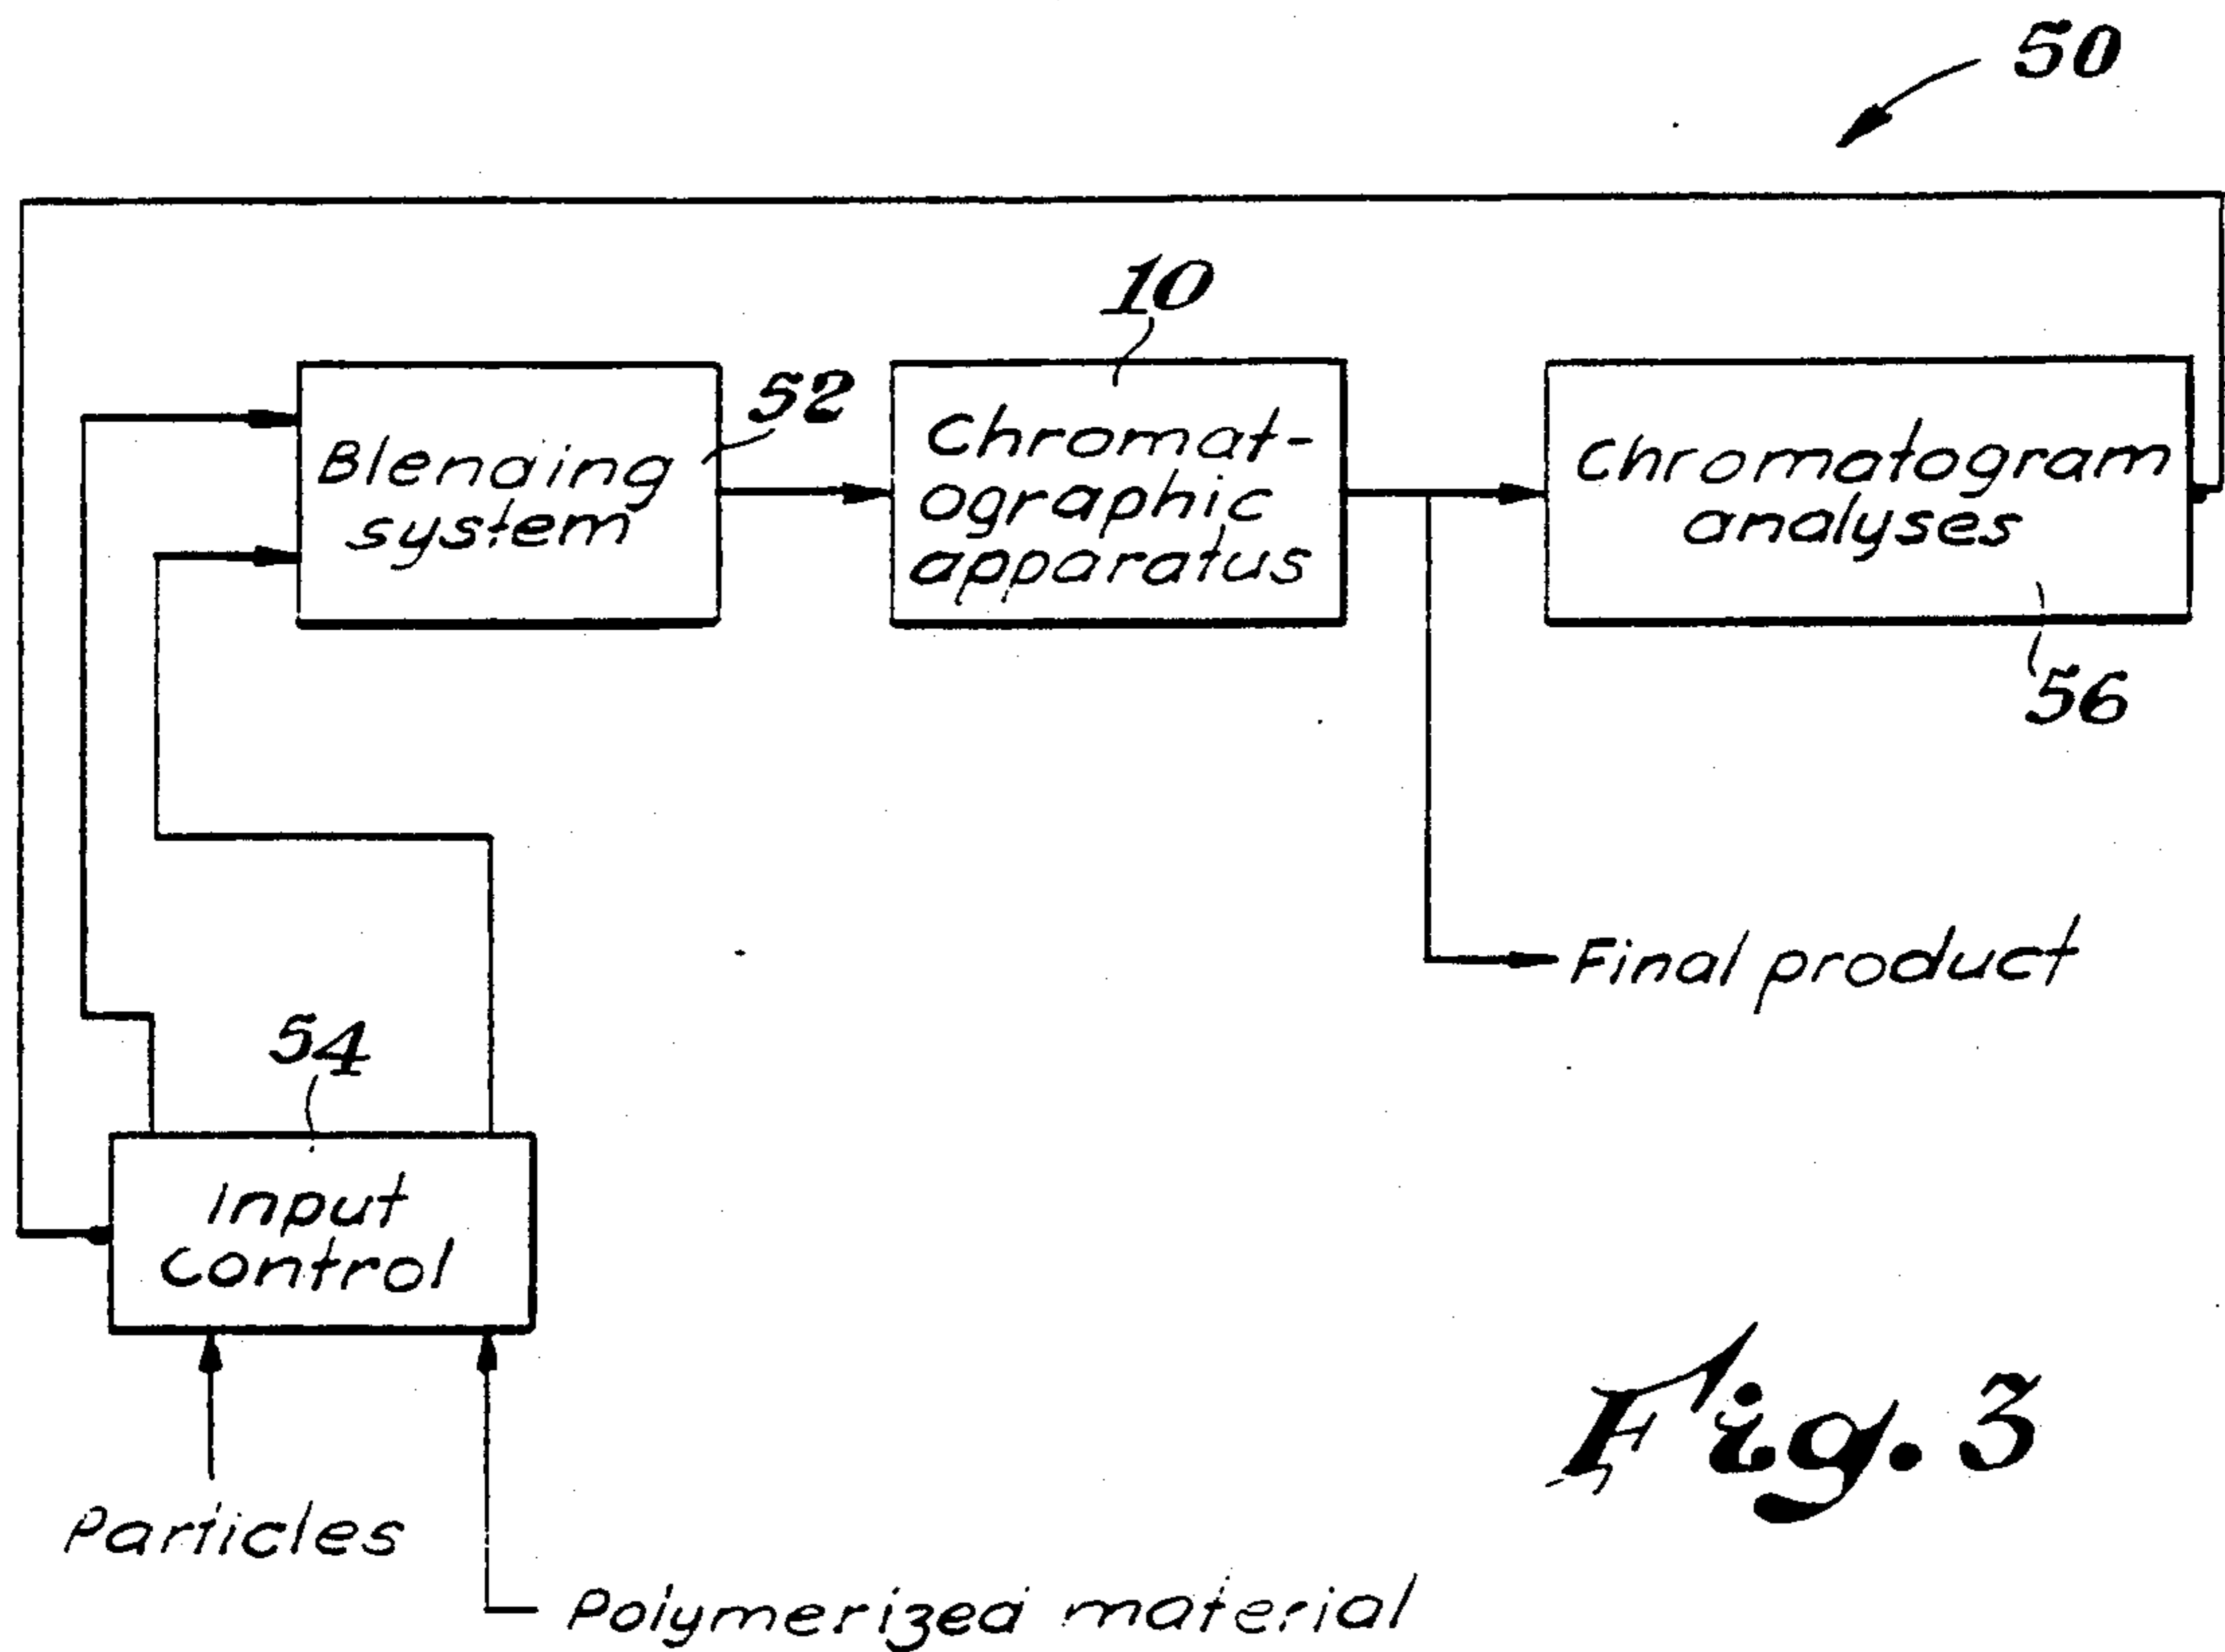 50
10
52
Blending
system
Chromat-
ographic
apparatus
Chromatogram
analyses
56
Final product
54
Input
control
Particles
Polymerized material
Fig. 3